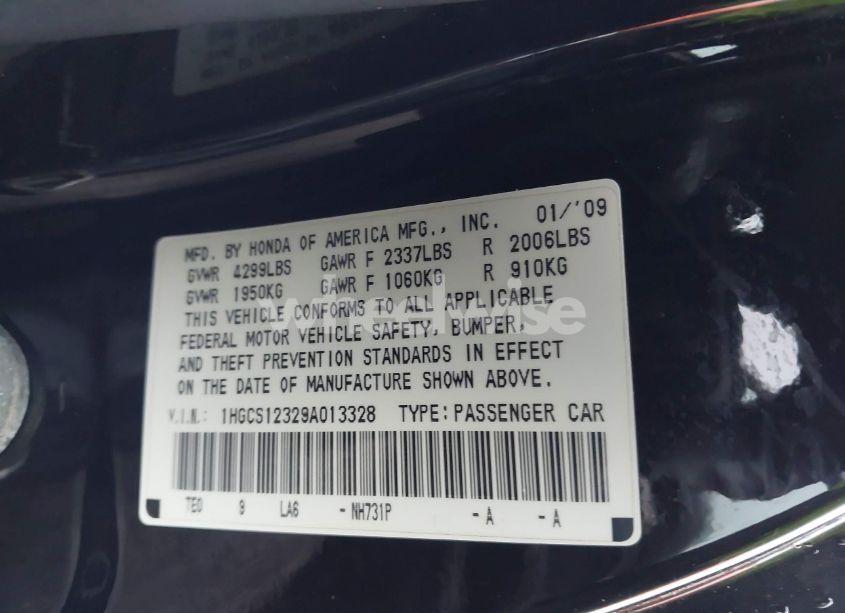 MFD. BY HONDA OF AMERICA MFG., INC. 01/'09
GVWR 4299LBS GAWR F 2337LBS R 2006LBS
GVWR 1950KG GAWR F 1060KG R 910KG
THIS VEHICLE CONFORMS TO ALL APPLICABLE
FEDERAL MOTOR VEHICLE SAFETY, BUMPER,
AND THEFT PREVENTION STANDARDS IN EFFECT
ON THE DATE OF MANUFACTURE SHOWN ABOVE.
V.I.N.: 1HGCS12329A013328 TYPE: PASSENGER CAR
TE0 9 LA6 - NH731P - A - A
wheelwise